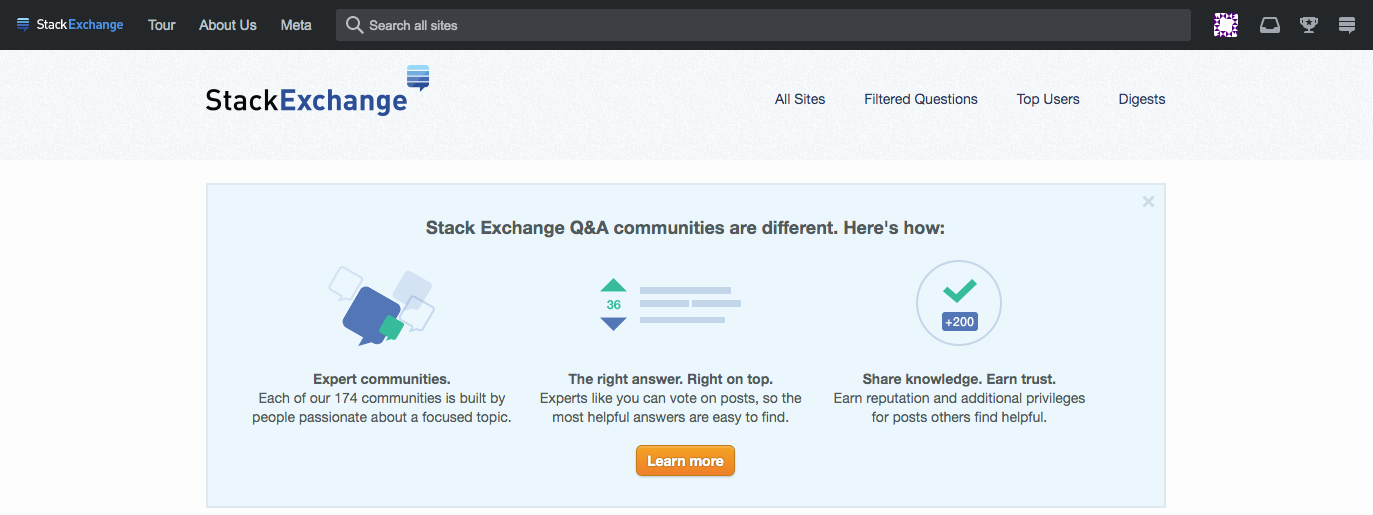 StackExchange Tour About Us Meta Search all sites
StackExchange
All Sites Filtered Questions Top Users Digests
Stack Exchange Q&A communities are different. Here's how:
36
+200
Expert communities.
Each of our 174 communities is built by
people passionate about a focused topic.
The right answer. Right on top.
Experts like you can vote on posts, so the
most helpful answers are easy to find.
Share knowledge. Earn trust.
Earn reputation and additional privileges
for posts others find helpful.
Learn more